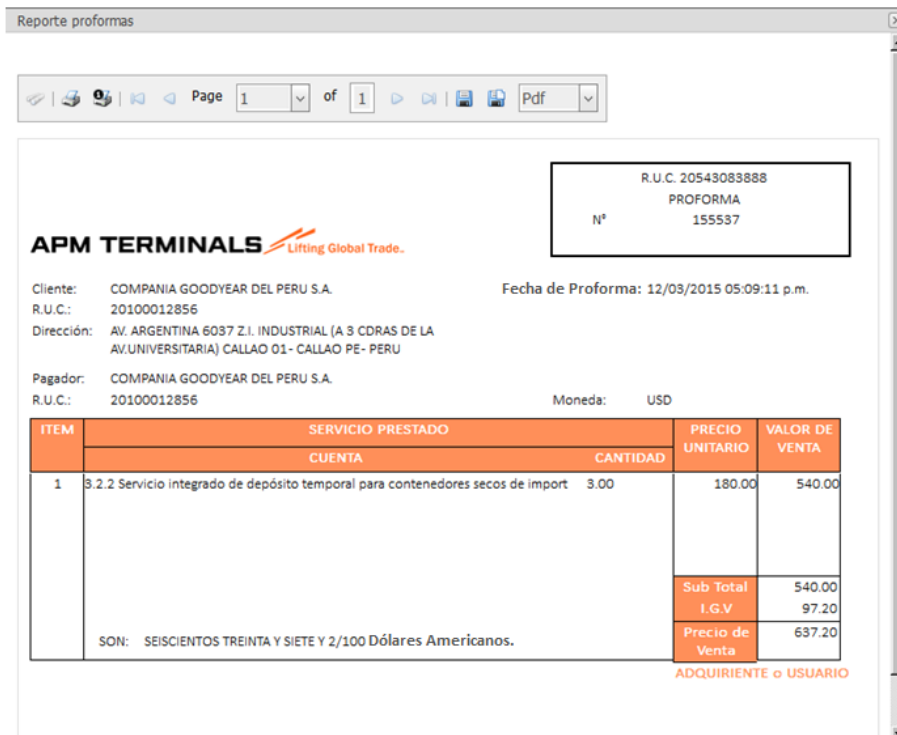 Reporte proformas
Page 1 of 1 Pdf
R.U.C. 20543083888
PROFORMA
Nº 155537
APM TERMINALS Lifting Global Trade.
Cliente: COMPANIA GOODYEAR DEL PERU S.A.
Fecha de Proforma: 12/03/2015 05:09:11 p.m.
R.U.C.: 20100012856
Dirección: AV. ARGENTINA 6037 Z.I. INDUSTRIAL (A 3 CDRAS DE LA
AV.UNIVERSITARIA) CALLAO 01- CALLAO PE- PERU
Pagador: COMPANIA GOODYEAR DEL PERU S.A.
R.U.C.: 20100012856 Moneda: USD
ITEM SERVICIO PRESTADO PRECIO UNITARIO VALOR DE VENTA
CUENTA CANTIDAD
1 3.2.2 Servicio integrado de depósito temporal para contenedores secos de import 3.00 180.00 540.00
Sub Total 540.00
I.G.V 97.20
SON: SEISCIENTOS TREINTA Y SIETE Y 2/100 Dólares Americanos.
Precio de Venta 637.20
ADQUIRIENTE o USUARIO